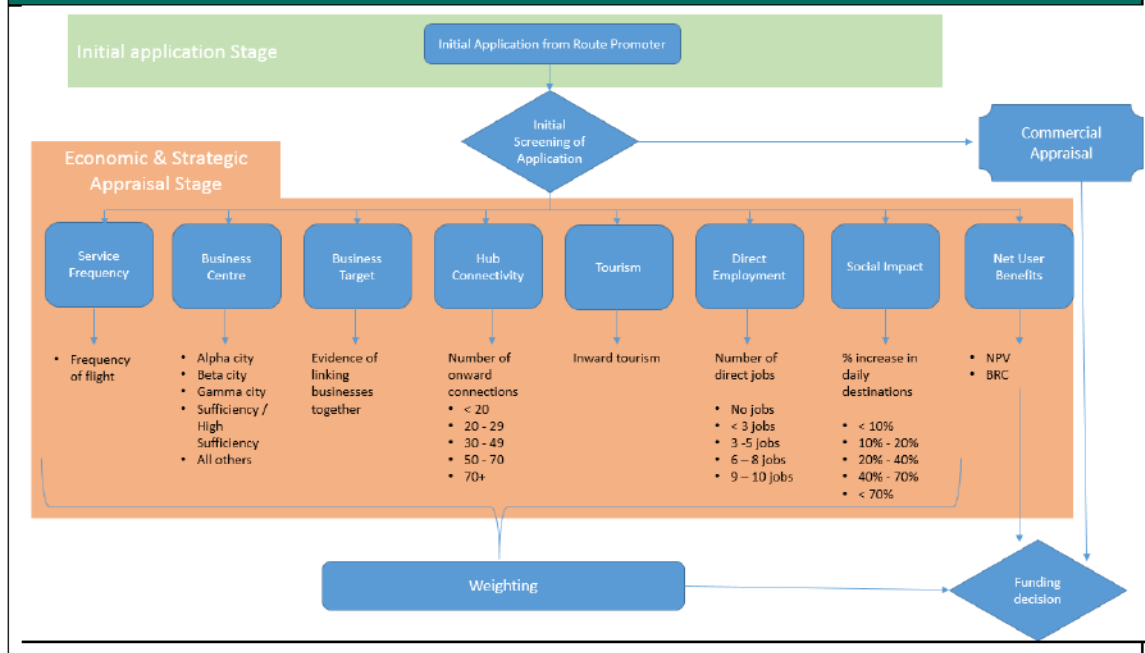 Initial application Stage
Initial Application from Route Promoter
Initial
Screening of
Application
Commercial
Appraisal
Economic & Strategic
Appraisal Stage
Service
Frequency
Business
Centre
Business
Target
Hub
Connectivity
Tourism
Direct
Employment
Social Impact
Net User
Benefits
• Frequency
of flight
• Alpha city
• Beta city
• Gamma city
• Sufficiency /
High
Sufficiency
• All others
Evidence of
linking
businesses
together
Number of
onward
connections
• < 20
• 20 - 29
• 30 - 49
• 50 - 70
• 70+
Inward tourism
Number of
direct jobs
• No jobs
• < 3 jobs
• 3 -5 jobs
• 6 – 8 jobs
• 9 – 10 jobs
% increase in
daily
destinations
• < 10%
• 10% - 20%
• 20% - 40%
• 40% - 70%
• < 70%
• NPV
• BRC
Weighting
Funding
decision